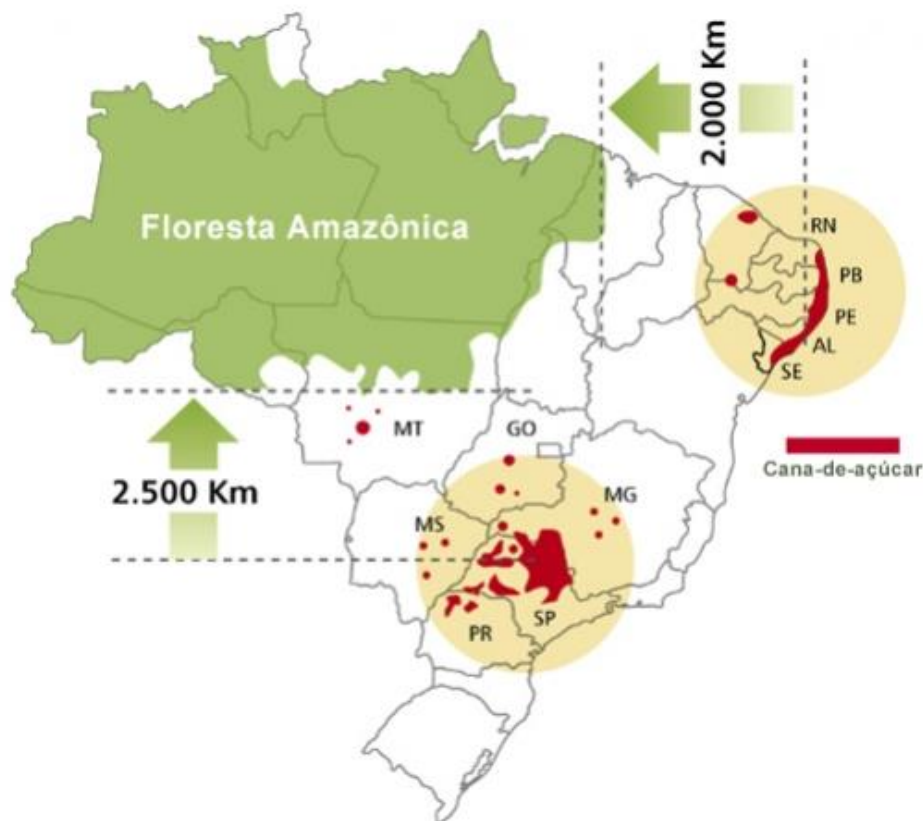 2.000 Km
Floresta Amazônica
RN
PB
PE
AL
SE
MT
GO
Cana-de-açúcar
2.500 Km
MS
MG
PR
SP